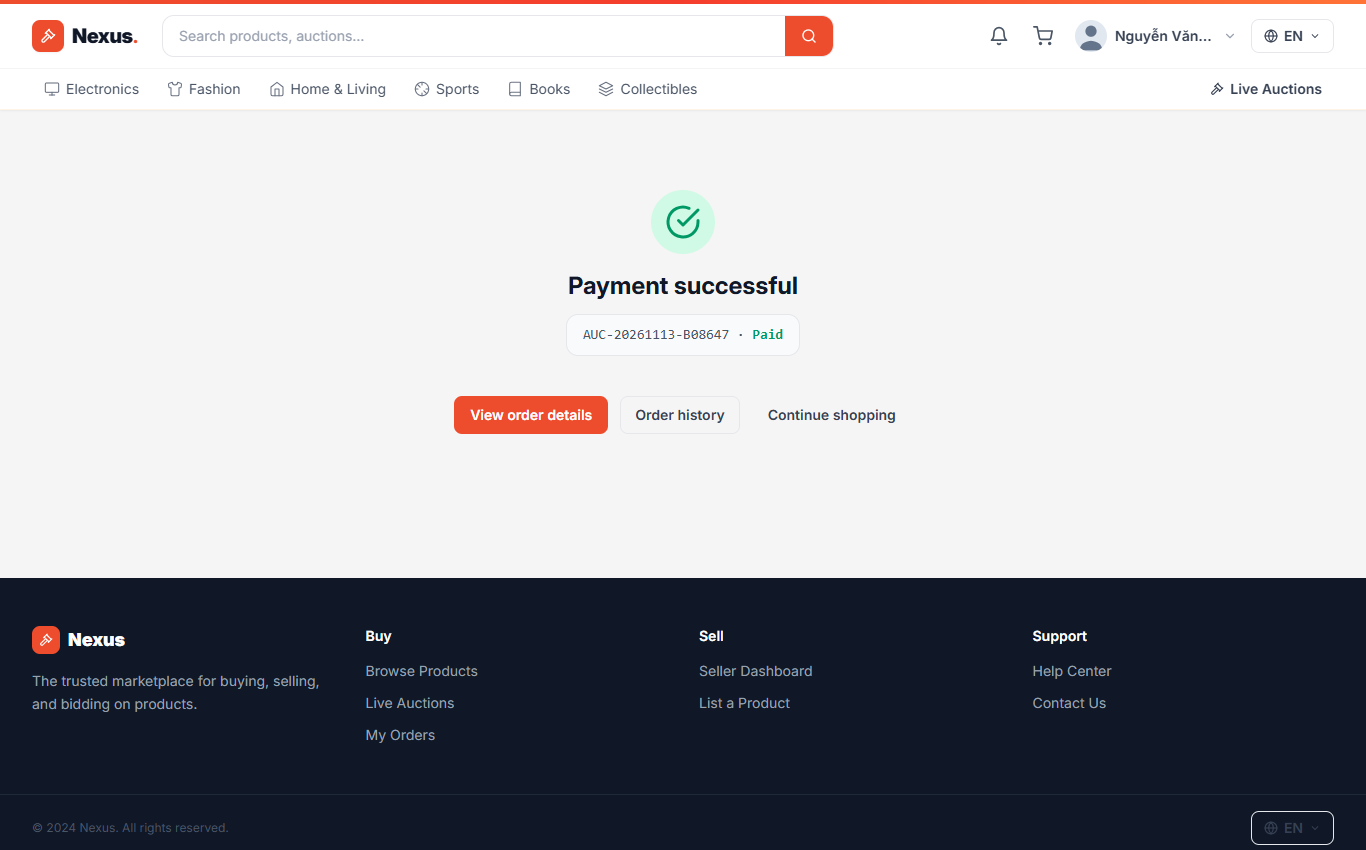 Nexus.
Search products, auctions...
Nguyễn Văn...
EN
Electronics
Fashion
Home & Living
Sports
Books
Collectibles
Live Auctions
Payment successful
AUC-20261113-B08647 · Paid
View order details
Order history
Continue shopping
Nexus
The trusted marketplace for buying, selling,
and bidding on products.
Buy
Browse Products
Live Auctions
My Orders
Sell
Seller Dashboard
List a Product
Support
Help Center
Contact Us
© 2024 Nexus. All rights reserved.
EN